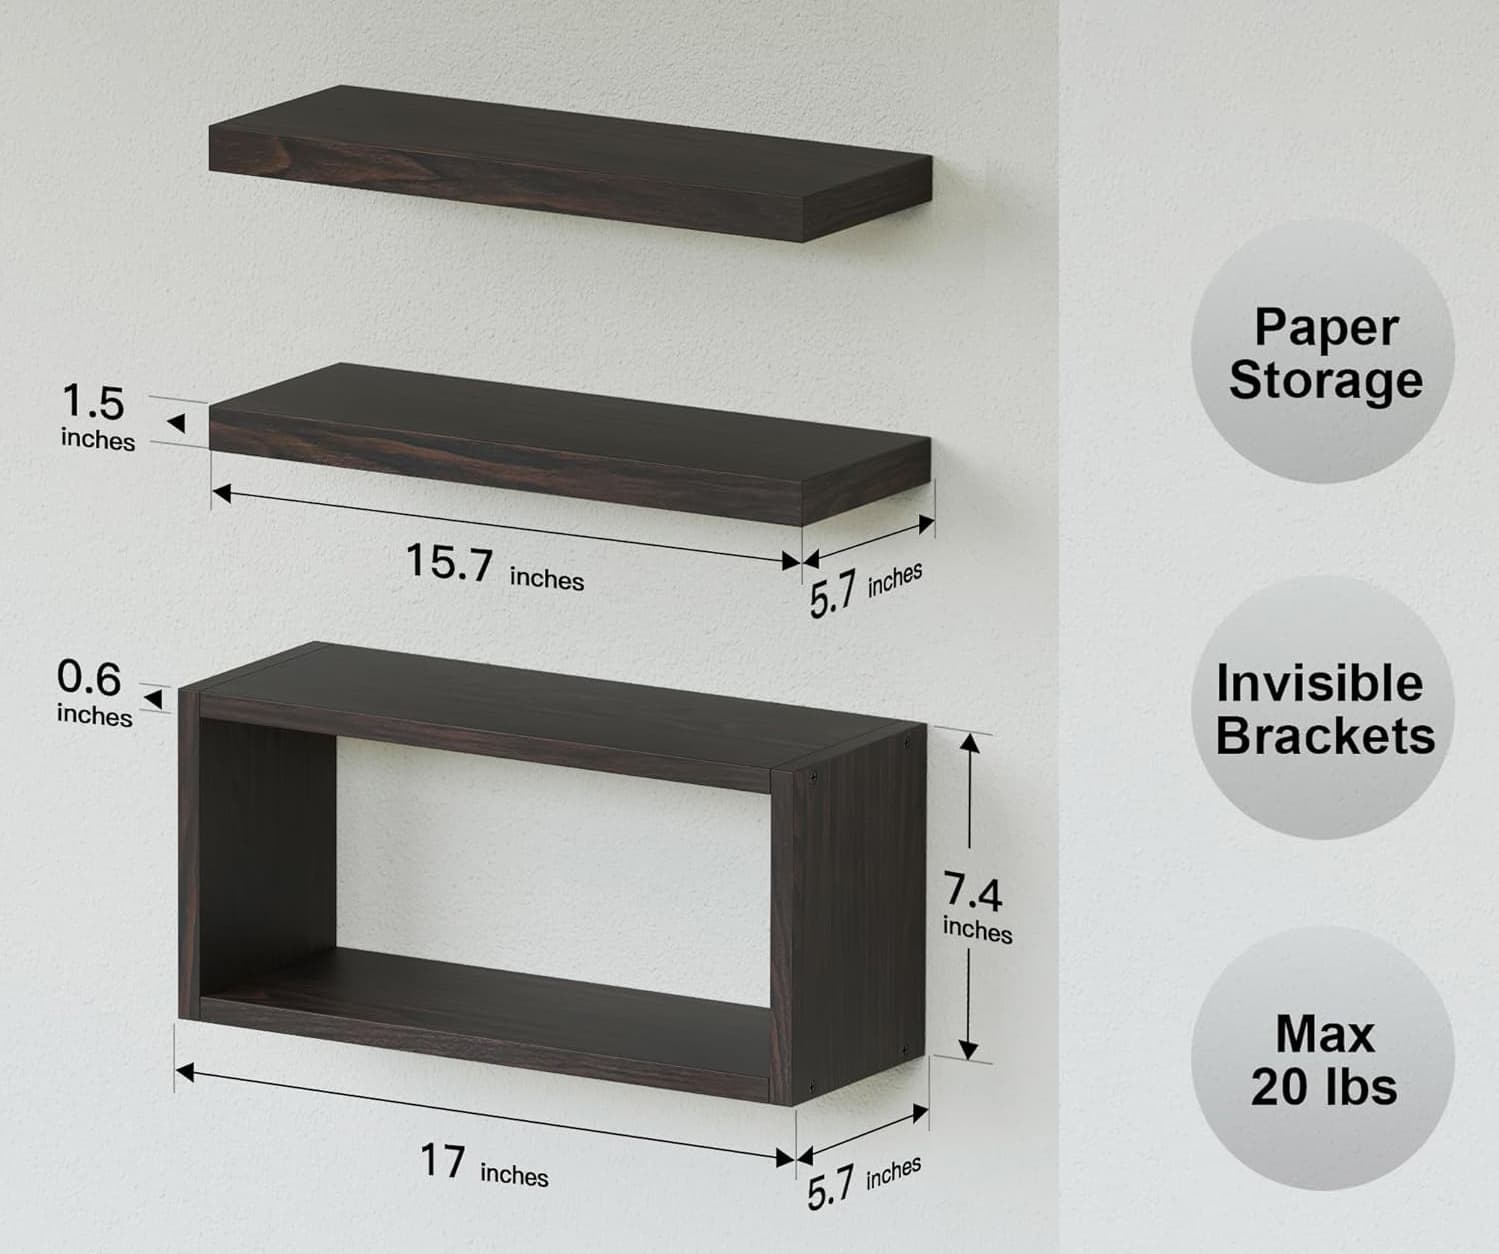 1.5
inches
15.7 inches
5.7 inches
0.6
inches
7.4
inches
17 inches
5.7 inches
Paper
Storage
Invisible
Brackets
Max
20 lbs